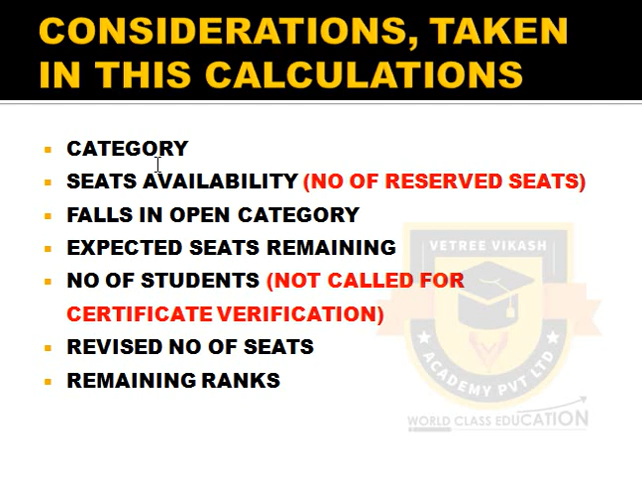 CONSIDERATIONS, TAKEN
IN THIS CALCULATIONS
CATEGORY
SEATS AVAILABILITY (NO OF RESERVED SEATS)
FALLS IN OPEN CATEGORY
EXPECTED SEATS REMAINING
NO OF STUDENTS (NOT CALLED FOR
CERTIFICATE VERIFICATION)
REVISED NO OF SEATS
REMAINING RANKS
VETREE VIKASH
ACADEMY PVT LTD
WORLD CLASS EDUCATION